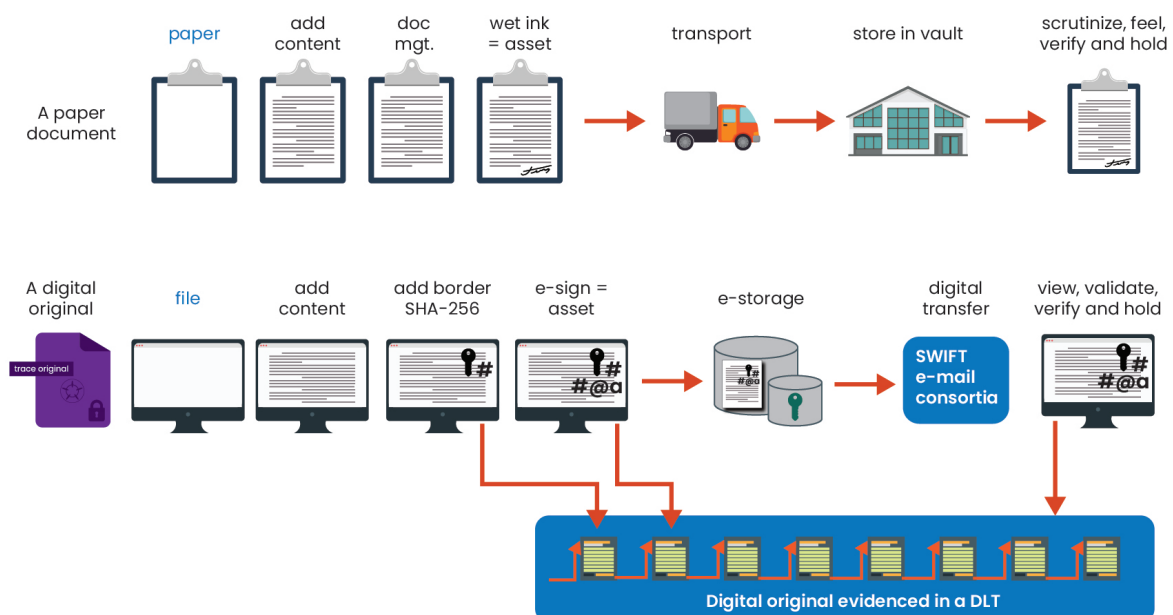 paper
add
content
doc
mgt.
wet ink
= asset
transport
store in vault
scrutinize, feel,
verify and hold
A paper
document
A digital
original
file
add
content
add border
SHA-256
e-sign =
asset
e-storage
digital
transfer
view, validate,
verify and hold
trace original
#
#
#@a
#
#@a
SWIFT
e-mail
consortia
#
#@a
Digital original evidenced in a DLT